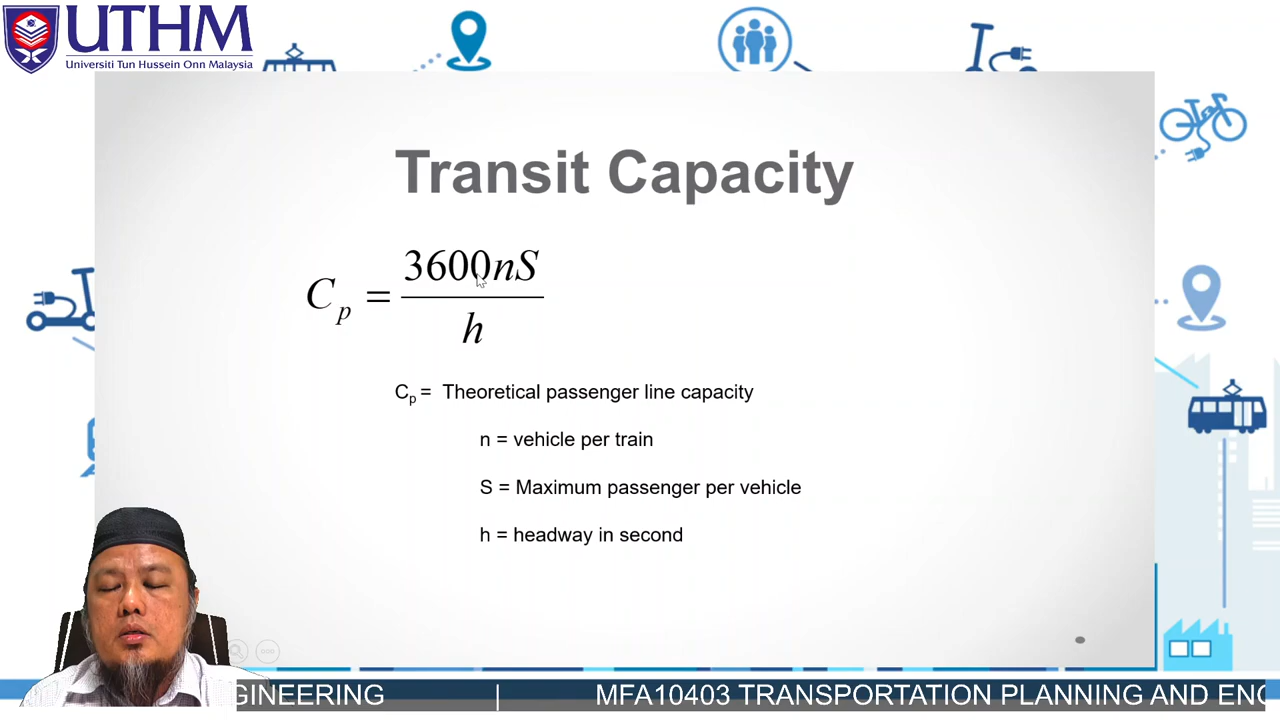 UTHM
Universiti Tun Hussein Onn Malaysia
Transit Capacity
C_p = 3600nS / h
C_p = Theoretical passenger line capacity
n = vehicle per train
S = Maximum passenger per vehicle
h = headway in second
GINEERING | MFA10403 TRANSPORTATION PLANNING AND ENG